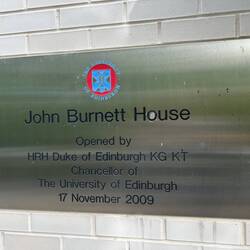 John Burnett House
Opened by
HRH Duke of Edinburgh KG KT
Chancellor of
The University of Edinburgh
17 November 2009